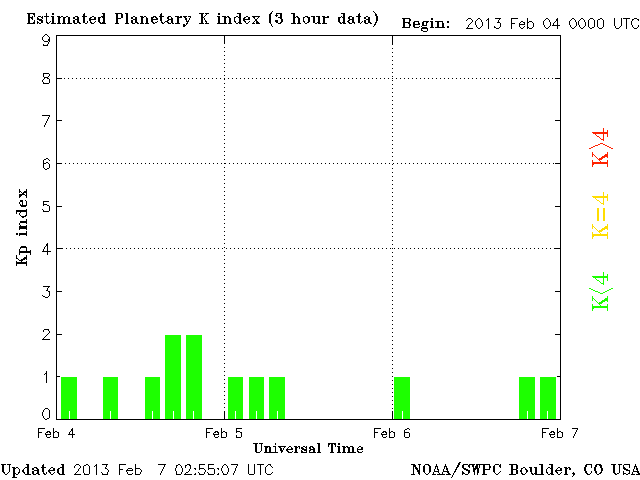 Estimated Planetary K index (3 hour data) Begin: 2013 Feb 04 0000 UTC
9
8
7
6
5
4
3
2
1
0
Kp index
K>4
K=4
K<4
Feb 4 Feb 5 Feb 6 Feb 7
Universal Time
Updated 2013 Feb 7 02:55:07 UTC NOAA/SWPC Boulder, CO USA